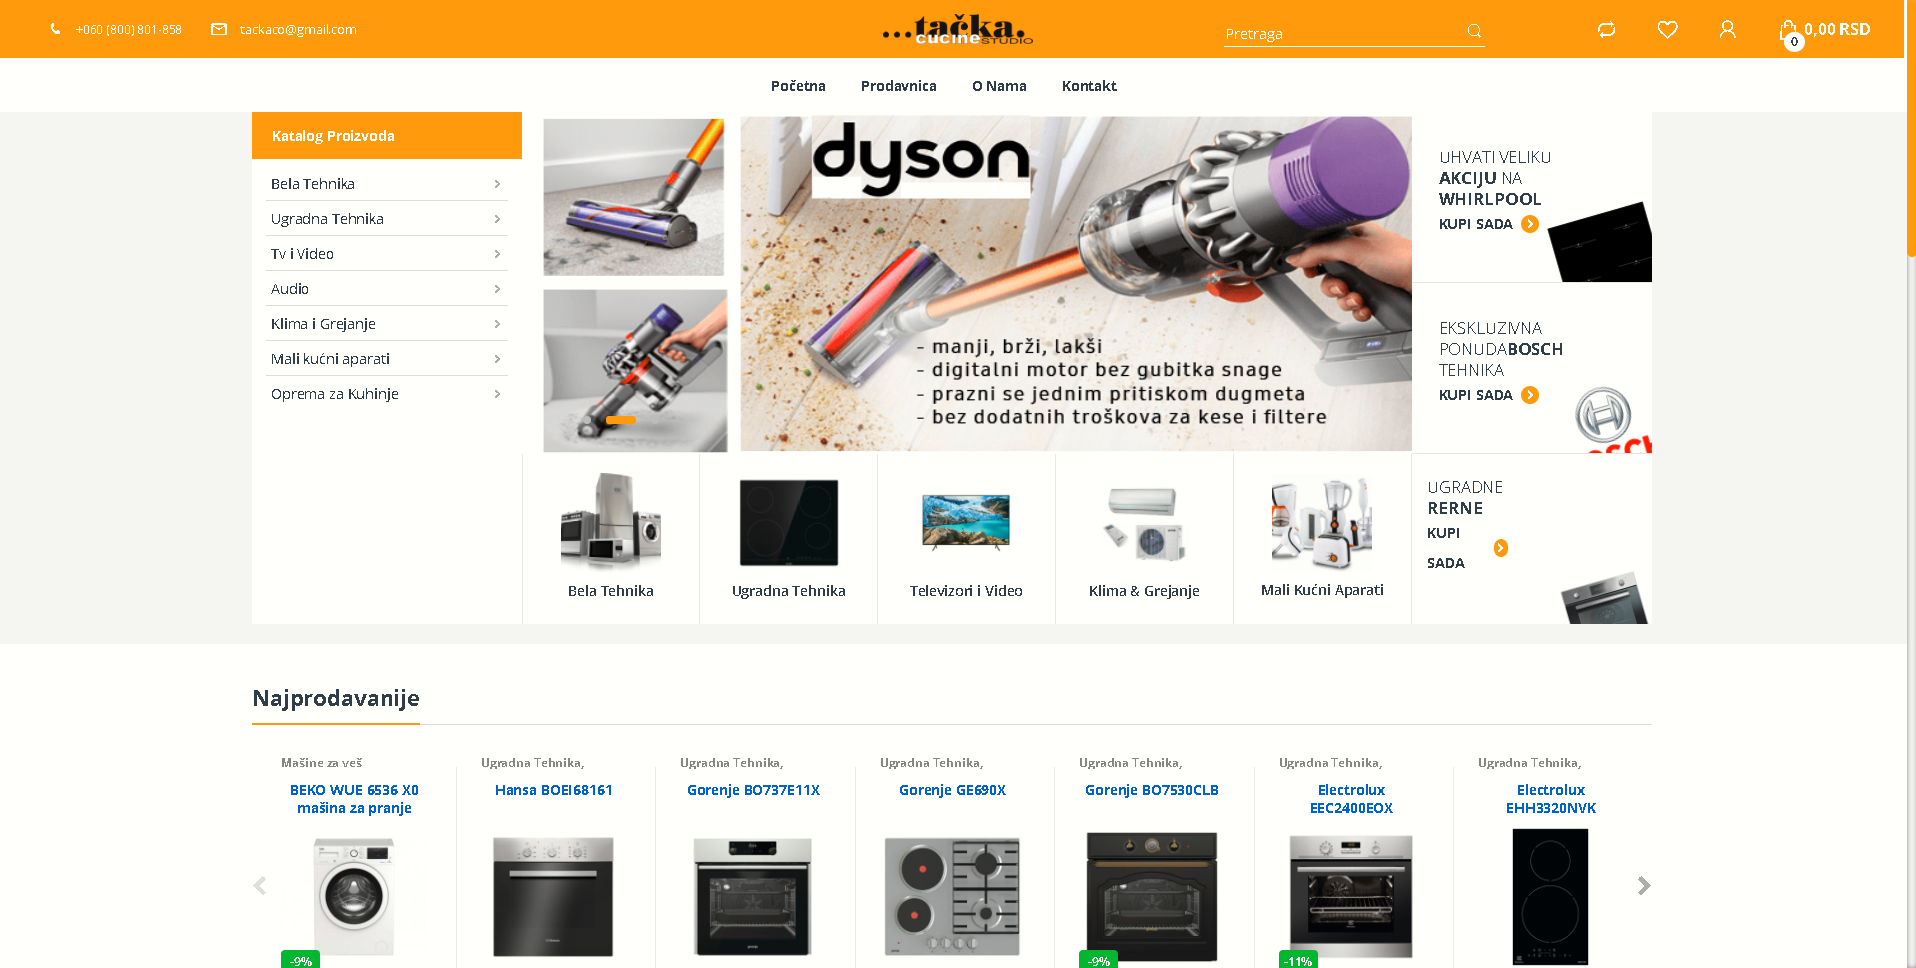 +060 (800) 801-858
tackaco@gmail.com
...tačka.
cucine STUDIO
Pretraga
0
0,00 RSD
Početna
Prodavnica
O Nama
Kontakt
Katalog Proizvoda
Bela Tehnika
Ugradna Tehnika
Tv i Video
Audio
Klima i Grejanje
Mali kućni aparati
Oprema za Kuhinje
dyson
- manji, brži, lakši
- digitalni motor bez gubitka snage
- prazni se jednim pritiskom dugmeta
- bez dodatnih troškova za kese i filtere
UHVATI VELIKU
AKCIJU NA
WHIRLPOOL
KUPI SADA
EKSKLUZIVNA
PONUDABOSCH
TEHNIKA
KUPI SADA
UGRADNE
RERNE
KUPI
SADA
Bela Tehnika
Ugradna Tehnika
Televizori i Video
Klima & Grejanje
Mali Kućni Aparati
Najprodavanije
Mašine za veš
BEKO WUE 6536 X0
mašina za pranje
-9%
Ugradna Tehnika,
Hansa BOEI68161
Ugradna Tehnika,
Gorenje BO737E11X
Ugradna Tehnika,
Gorenje GE690X
Ugradna Tehnika,
Gorenje BO7530CLB
-9%
Ugradna Tehnika,
Electrolux
EEC2400EOX
-11%
Ugradna Tehnika,
Electrolux
EHH3320NVK